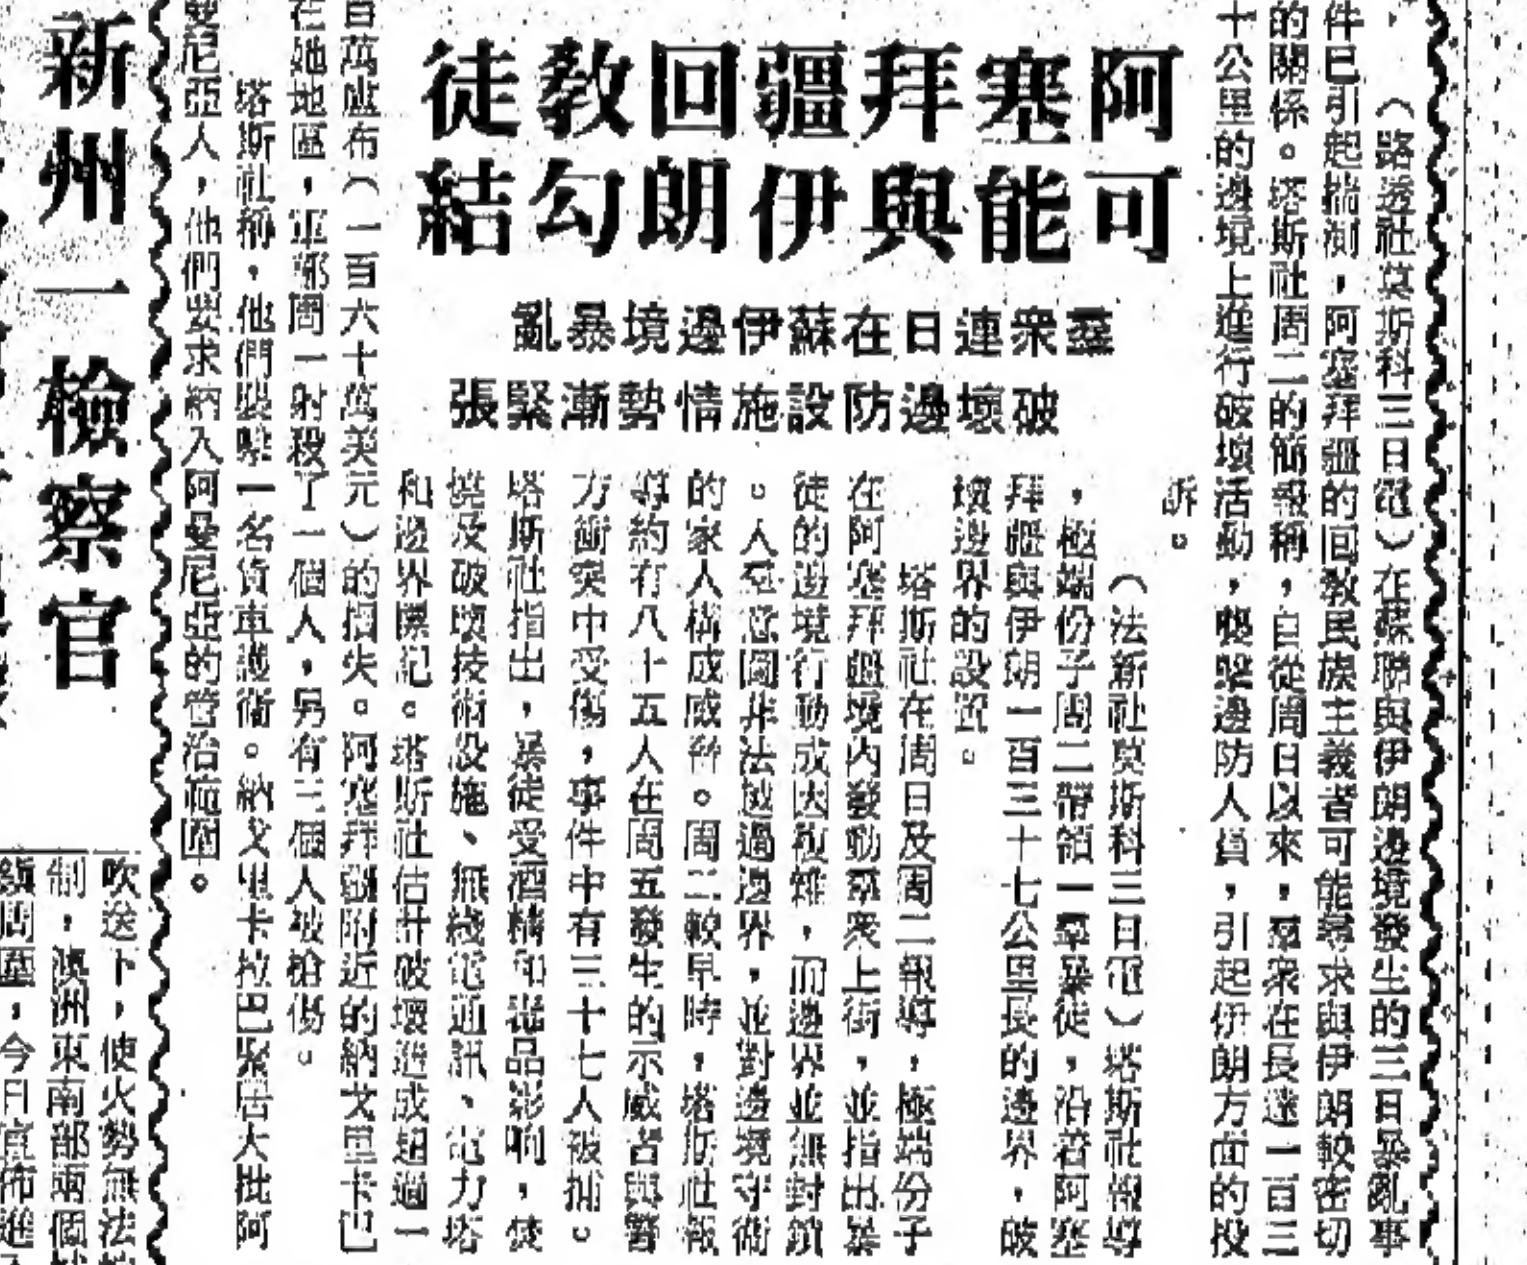 阿塞拜疆回教徒
可能與伊朗勾結
羣衆連日在蘇伊邊境暴亂
破壞邊防設施情勢漸緊張
（路透社莫斯科三日電）在蘇聯與伊朗邊境發生的三日暴亂事
件已引起揣測，阿塞拜疆的回教民族主義者可能尋求與伊朗較密切
的關係。塔斯社周二的簡報稱，自從周日以來，羣衆在長達一百三
十公里的邊境上進行破壞活動，襲擊邊防人員，引起伊朗方面的投
訴。
（法新社莫斯科三日電）塔斯社報導
，極端份子周二帶領一羣暴徒，沿着阿塞
拜疆與伊朗一百三十七公里長的邊界，破
壞邊界的設置。
塔斯社在周日及周二報導，極端份子
在阿塞拜疆境內發動羣衆上街，並指出暴
徒的邊境行動成因複雜，而邊界並無封鎖
。人羣意圖非法越過邊界，並對邊境守衛
的家人構成威脅。周二較早時，塔斯社報
導約有八十五人在周五發生的示威者與警
方衝突中受傷，事件中有三十七人被捕。
塔斯社指出，暴徒受酒精和毒品影响，焚
燒及破壞技術設施、無綫電通訊、電力塔
和邊界標記。塔斯社估計破壞造成超過一
百萬盧布（一百六十萬美元）的損失。阿塞拜疆附近的納戈里卡巴
在她地區，軍部周一射殺了一個人，另有三個人被槍傷。
塔斯社稱，他們襲擊一名貨車護衞。納戈里卡拉巴聚居大批阿
曼尼亞人，他們要求納入阿曼尼亞的管治範圍。
新州一檢察官
吹送下，使火勢無法
制，澳洲東南部兩個
鎮周圍，今日宣佈進